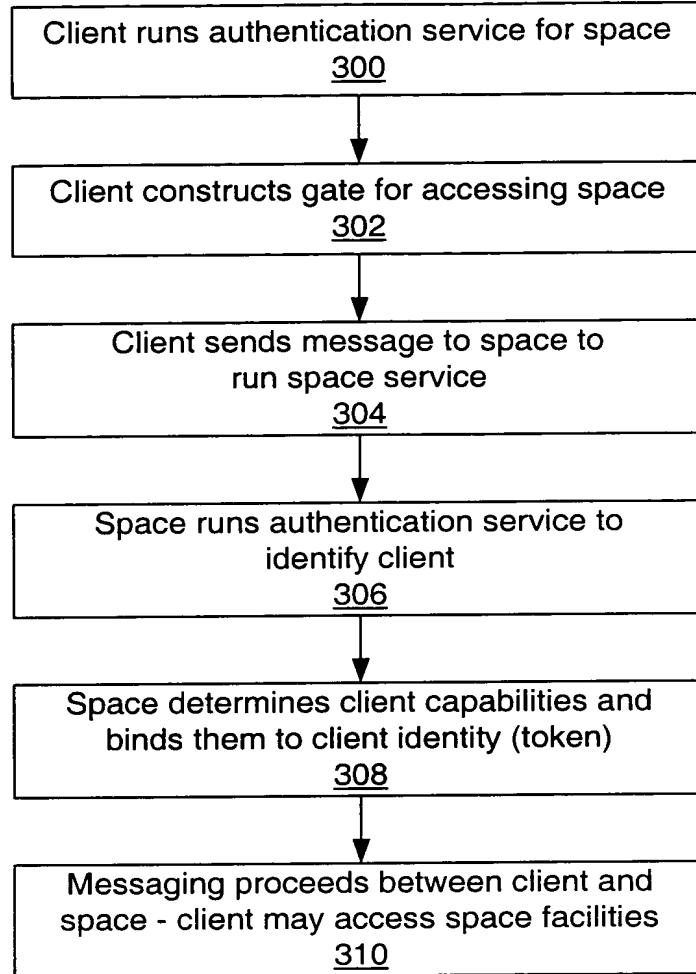 Client runs authentication service for space
300
Client constructs gate for accessing space
302
Client sends message to space to
run space service
304
Space runs authentication service to
identify client
306
Space determines client capabilities and
binds them to client identity (token)
308
Messaging proceeds between client and
space - client may access space facilities
310